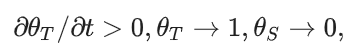 ∂θ_T/∂t > 0, θ_T → 1, θ_S → 0,